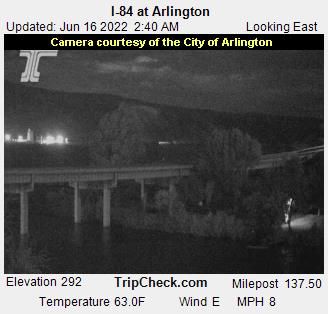 I-84 at Arlington
Updated: Jun 16 2022 2:40 AM Looking East
Camera courtesy of the City of Arlington
Elevation 292 TripCheck.com Milepost 137.50
Temperature 63.0F Wind E MPH 8